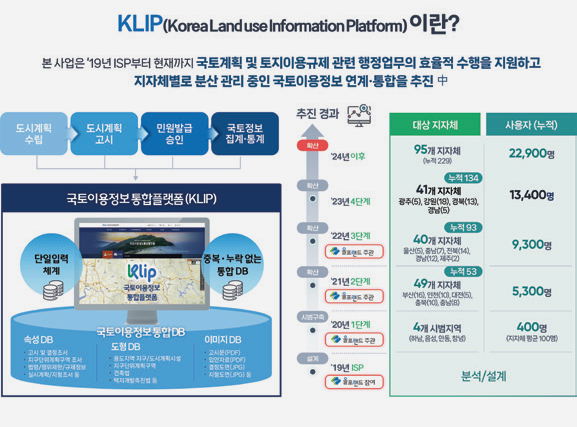 KLIP(Korea Land use Information Platform) 이란?
본 사업은 '19년 ISP부터 현재까지 국토계획 및 토지이용규제 관련 행정업무의 효율적 수행을 지원하고
지자체별로 분산 관리 중인 국토이용정보 연계·통합을 추진 中
도시계획
수립
도시계획
고시
민원발급
승인
국토정보
집계·통계
국토이용정보 통합플랫폼(KLIP)
단일입력
체계
Klip
국토이용정보
통합플랫폼
중복·누락 없는
통합 DB
국토이용정보 통합 DB
속성 DB
• 고시 및 결정조서
• 지구단위계획구역 조서
• 법령/행위제한/규제정보
• 실시계획/지형조서 등
도형 DB
• 용도지역 지구/도시계획시설
• 지구단위계획구역
• 건축법
• 택지개발촉진법 등
이미지 DB
• 고시문(PDF)
• 입안자료(PDF)
• 결정도면(JPG)
• 지형도면(JPG) 등
추진 경과
대상 지자체
사용자 (누적)
확산
'24년 이후
95개 지자체
(누적 229)
22,900명
확산
'23년 4단계
누적 134
41개 지자체
광주(5), 강원(18), 경북(13),
경남(5)
13,400명
확산
'22년 3단계
주관
누적 93
40개 지자체
울산(5), 충남(7), 전북(14),
경남(12), 제주(2)
9,300명
확산
'21년 2단계
주관
누적 53
49개 지자체
부산(16), 인천(10), 대전(5),
충북(10), 충남(8)
5,300명
시범구축
'20년 1단계
주관
4개 시범지역
(하남, 음성, 안동, 창녕)
400명
(지자체 평균 100명)
설계
'19년 ISP
참여
분석/설계